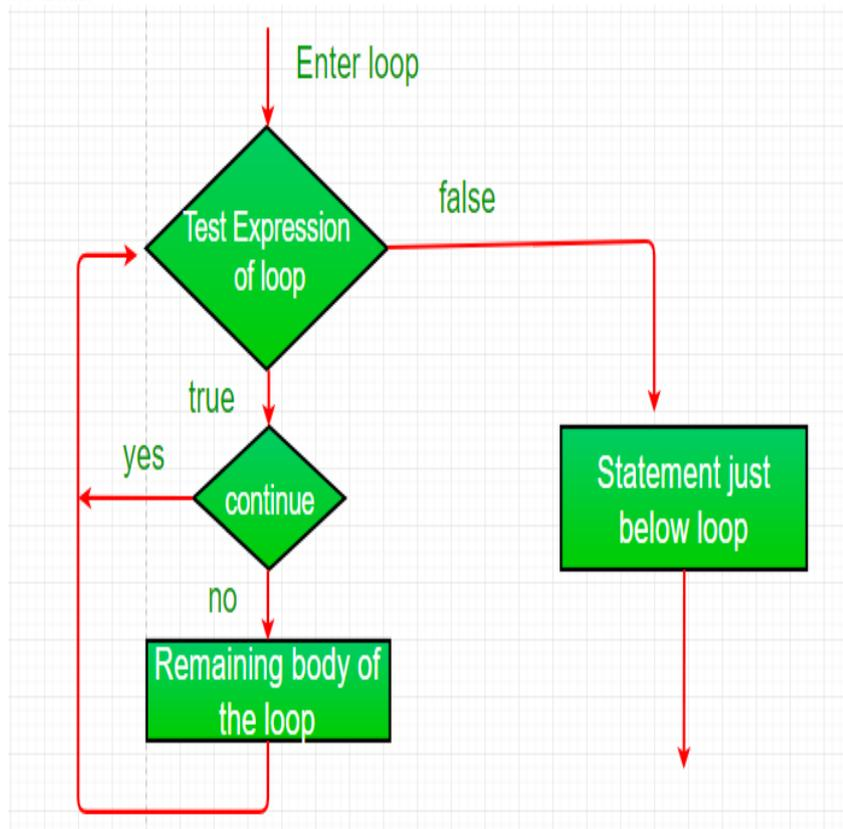 Enter loop
Test Expression
of loop
false
true
yes
continue
Statement just
below loop
no
Remaining body of
the loop